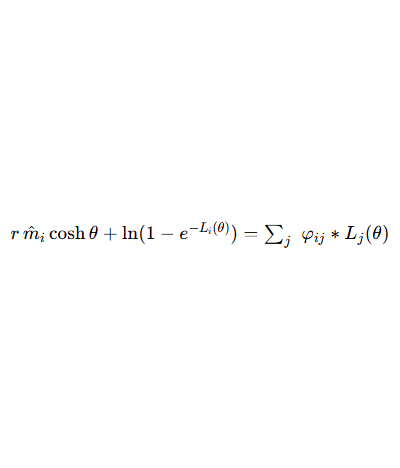 r m̂ᵢ cosh θ + ln(1 − e^{−Lᵢ(θ)}) = ∑ⱼ φᵢⱼ ∗ Lⱼ(θ)